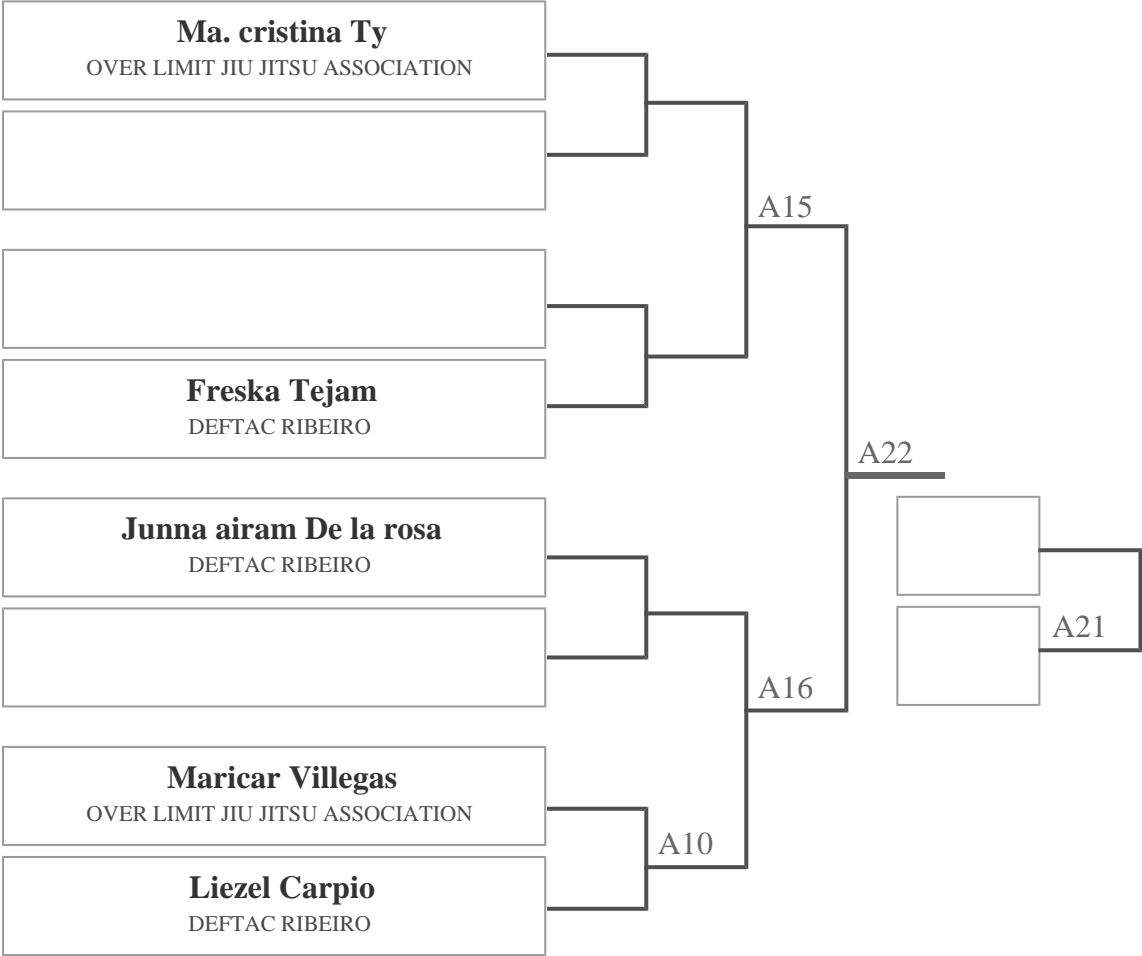 Ma. cristina Ty
OVER LIMIT JIU JITSU ASSOCIATION
A15
Freska Tejam
DEFTAC RIBEIRO
A22
Junna airam De la rosa
DEFTAC RIBEIRO
A21
A16
Maricar Villegas
OVER LIMIT JIU JITSU ASSOCIATION
A10
Liezel Carpio
DEFTAC RIBEIRO